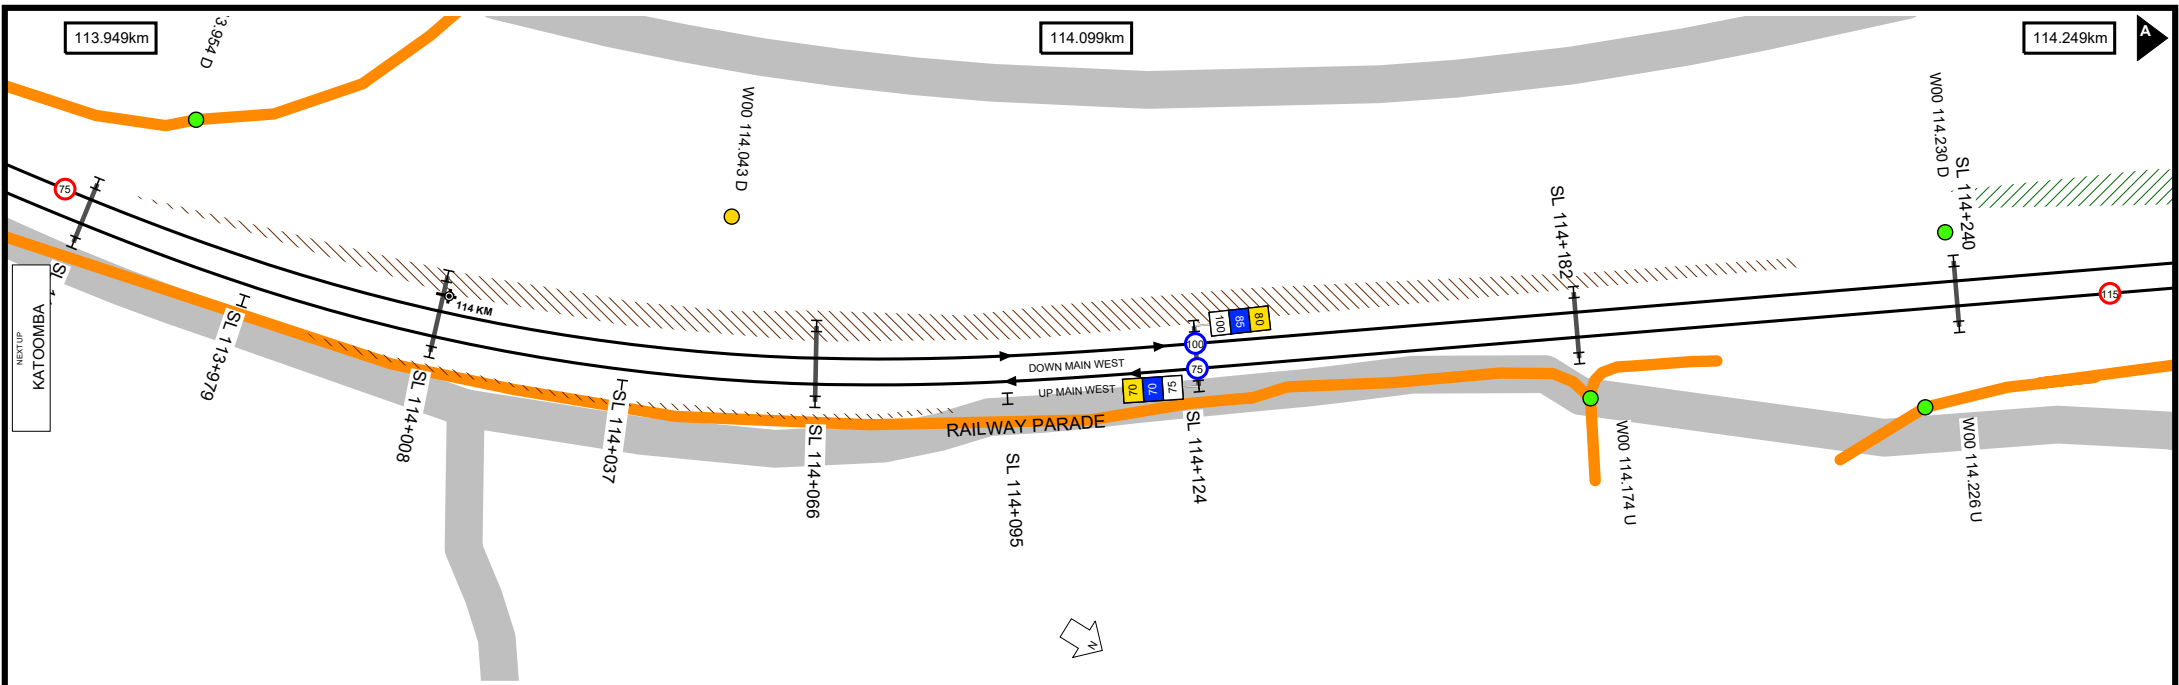 113.949km
114.099km
114.249km
A
3.954 D
W00 114.043 D
W00 114.230 D
SL 114+240
SL 114+182
75
SL
NEXT UP
KATOOMBA
114 KM
SL 113+979
SL 114+008
SL 114+037
SL 114+066
SL 114+095
SL 114+124
DOWN MAIN WEST
UP MAIN WEST
RAILWAY PARADE
100
85
80
100
75
70
70
75
115
W00 114.174 U
W00 114.226 U
N